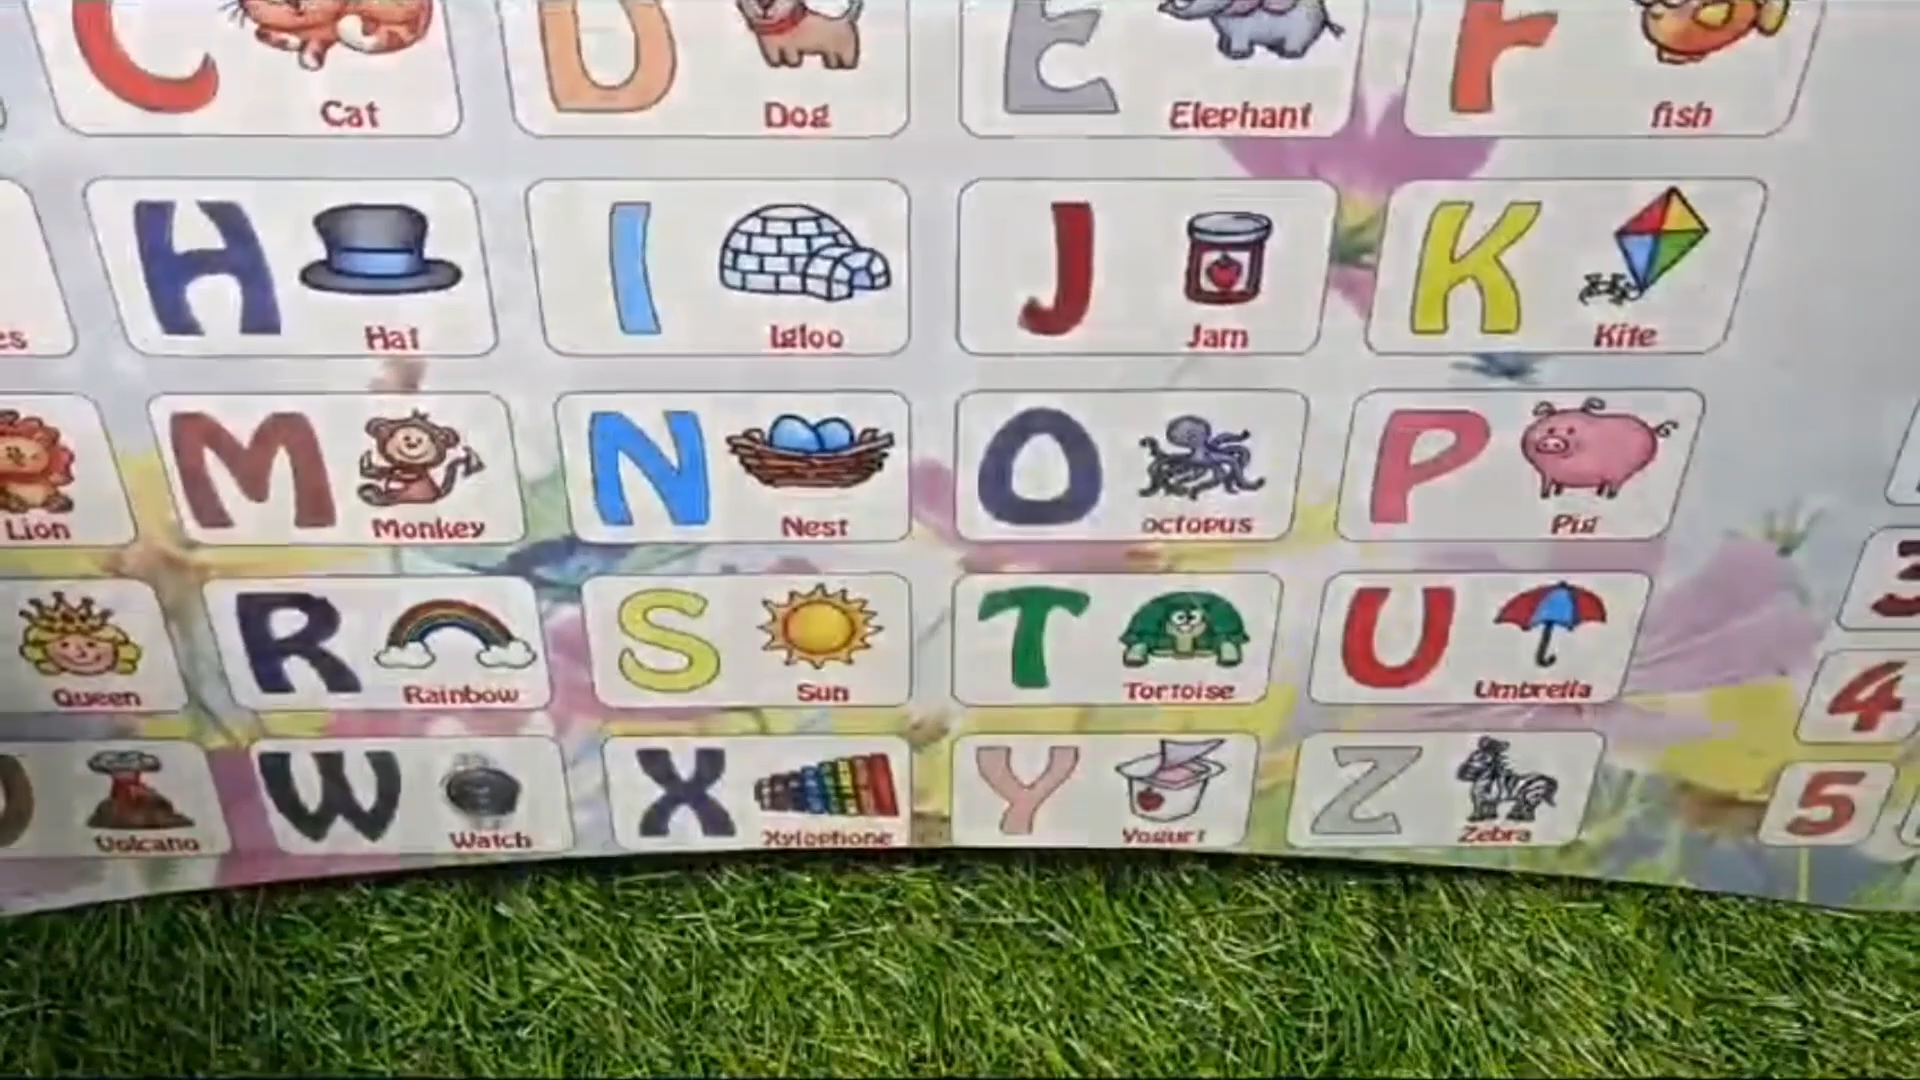 C Cat D Dog E Elephant F fish
es H Hat I Igloo J Jam K Kite
Lion M Monkey N Nest O octopus P Pig
Queen R Rainbow S Sun T Tortoise U Umbrella 3
4
Volcano W Watch X Xylophone Y Yogurt Z Zebra 5